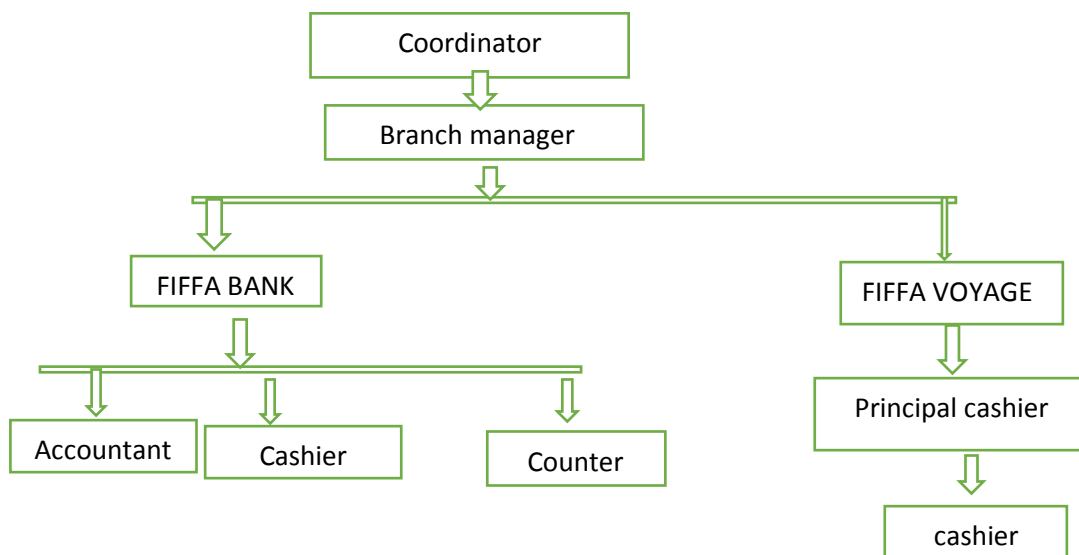 Coordinator
Branch manager
FIFFA BANK
FIFFA VOYAGE
Principal cashier
Accountant
Cashier
Counter
cashier